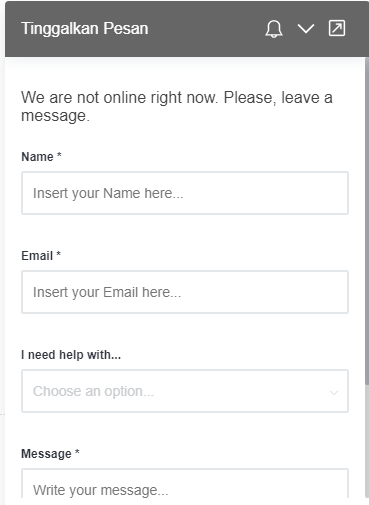 Tinggalkan Pesan
We are not online right now. Please, leave a
message.
Name *
Insert your Name here...
Email *
Insert your Email here...
I need help with...
Choose an option...
Message *
Write your message...